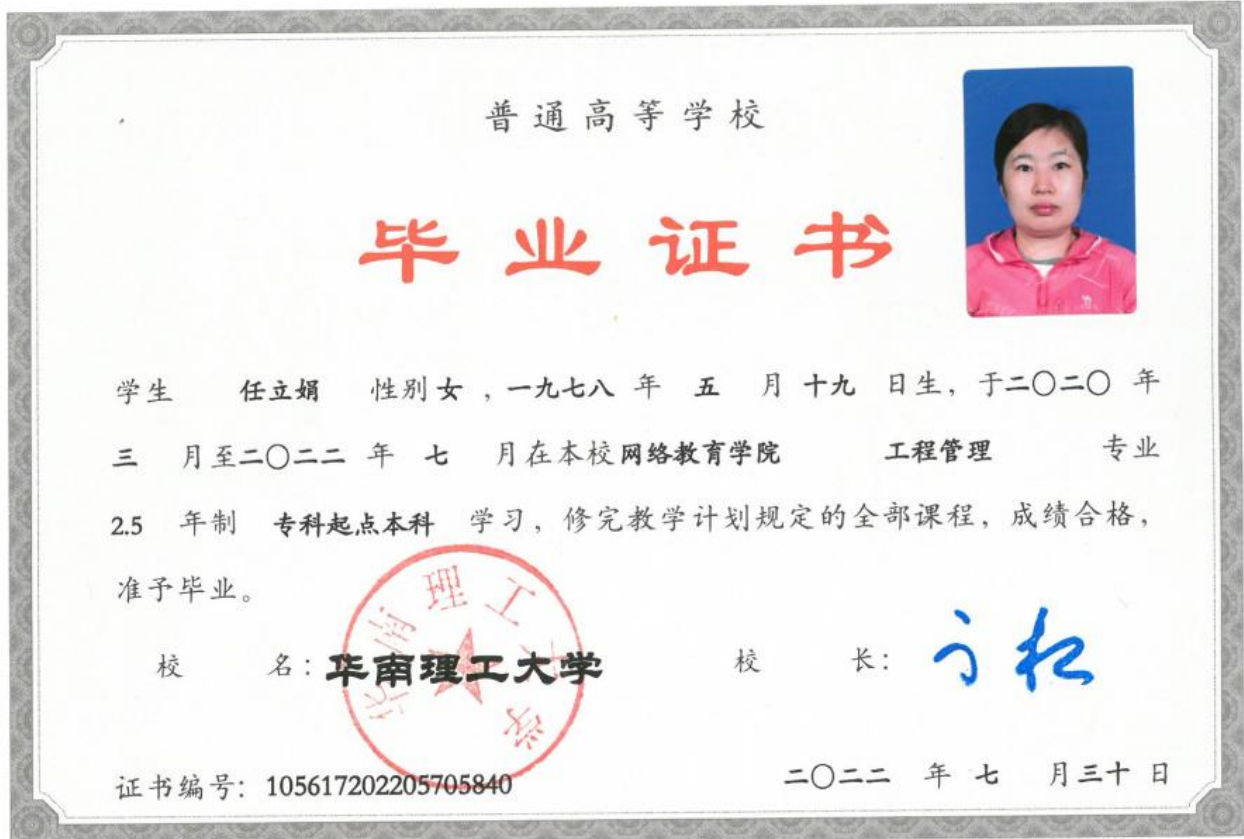 普通高等学校
毕业证书
学生 任立娟 性别女，一九七八 年 五 月 十九 日生，于二〇二〇 年
三 月至二〇二二 年 七 月在本校网络教育学院 工程管理 专业
2.5 年制 专科起点本科 学习，修完教学计划规定的全部课程，成绩合格，
准予毕业。
华南理工大学
校 名：华南理工大学 校 长：
证书编号：105617202205705840 二〇二二 年 七 月三十 日